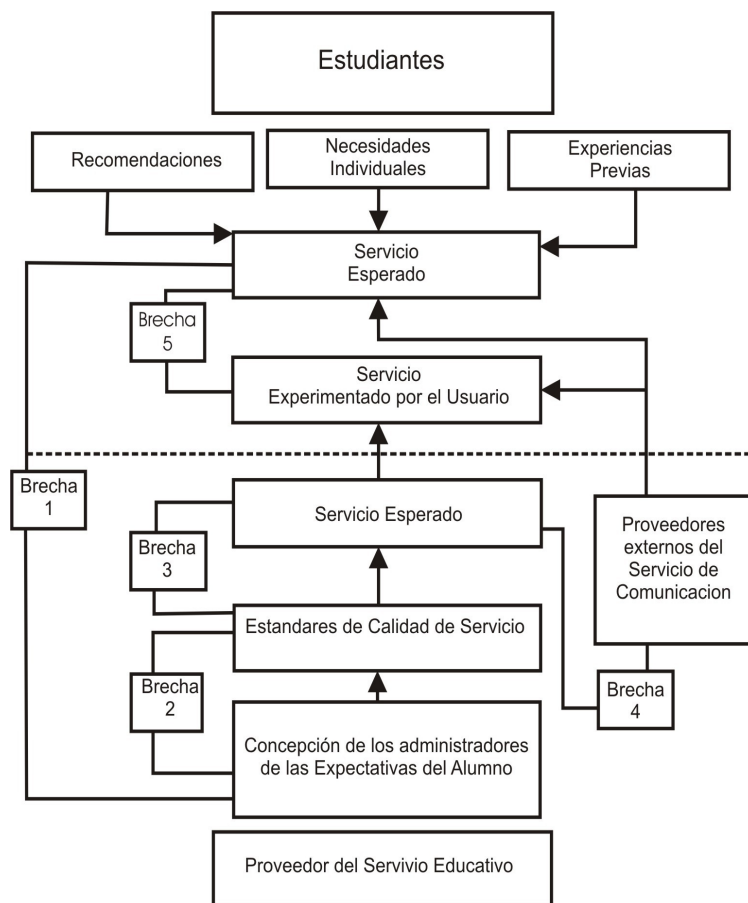 Estudiantes
Recomendaciones
Necesidades
Individuales
Experiencias
Previas
Servicio
Esperado
Brecha
5
Servicio
Experimentado por el Usuario
Brecha
1
Servicio Esperado
Brecha
3
Proveedores
externos del
Servicio de
Comunicacion
Estandares de Calidad de Servicio
Brecha
2
Brecha
4
Concepción de los administradores
de las Expectativas del Alumno
Proveedor del Servivio Educativo